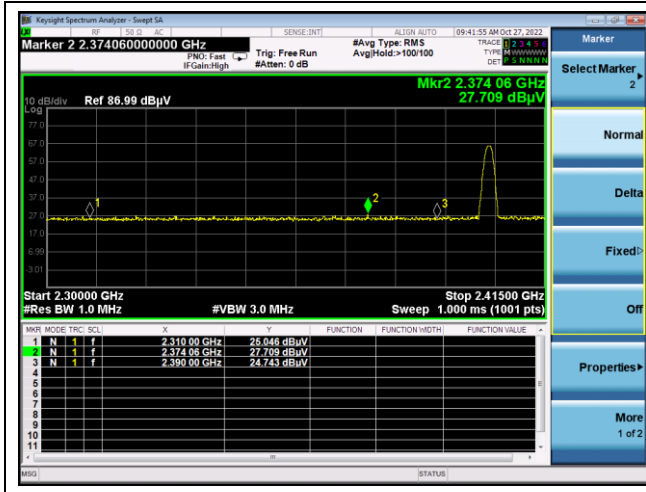 Keysight Spectrum Analyzer - Swept SA
RF 50 Ω AC SENSE:INT ALIGN AUTO 09:41:55 AM Oct 27, 2022
Marker 2 2.374060000000 GHz
PNO: Fast
IFGain:High
Trig: Free Run
#Atten: 0 dB
#Avg Type: RMS
Avg|Hold:>100/100
TRACE 1 2 3 4 5 6
TYPE M WWWWW
DET P S N N N N
Marker
Select Marker
2
Normal
Delta
Fixed
Off
Properties
More
1 of 2
Mkr2 2.374 06 GHz
27.709 dBµV
10 dB/div Ref 86.99 dBµV
Log
77.0
67.0
57.0
47.0
37.0
27.0
17.0
6.99
-3.01
1
2
3
Start 2.30000 GHz Stop 2.41500 GHz
#Res BW 1.0 MHz #VBW 3.0 MHz Sweep 1.000 ms (1001 pts)
MKR MODE TRC SCL X Y FUNCTION FUNCTION WIDTH FUNCTION VALUE
1 N 1 f 2.310 00 GHz 25.046 dBµV
2 N 1 f 2.374 06 GHz 27.709 dBµV
3 N 1 f 2.390 00 GHz 24.743 dBµV
4
5
6
7
8
9
10
11
MSG STATUS